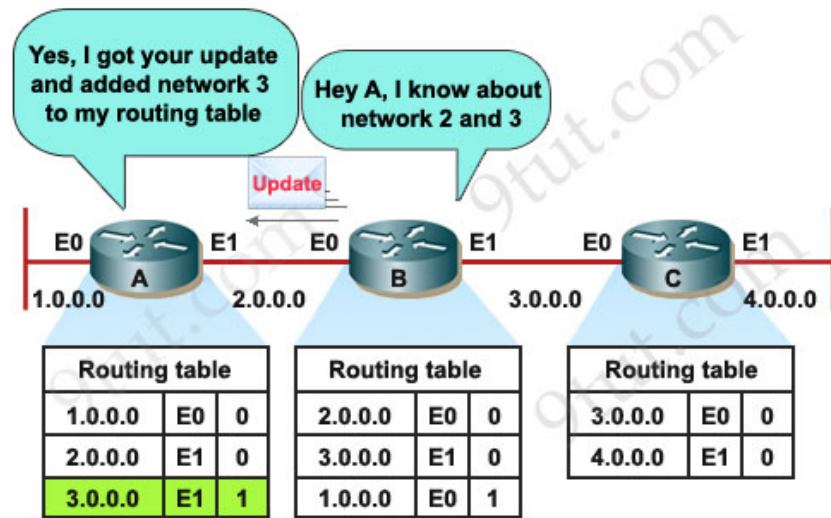 Yes, I got your update
and added network 3
to my routing table
Hey A, I know about
network 2 and 3
Update
E0 E1 E0 E1 E0 E1
A B C
1.0.0.0 2.0.0.0 3.0.0.0 4.0.0.0
Routing table
1.0.0.0 E0 0
2.0.0.0 E1 0
3.0.0.0 E1 1
Routing table
2.0.0.0 E0 0
3.0.0.0 E1 0
1.0.0.0 E0 1
Routing table
3.0.0.0 E0 0
4.0.0.0 E1 0
9tut.com
9tut.com
9tut.com